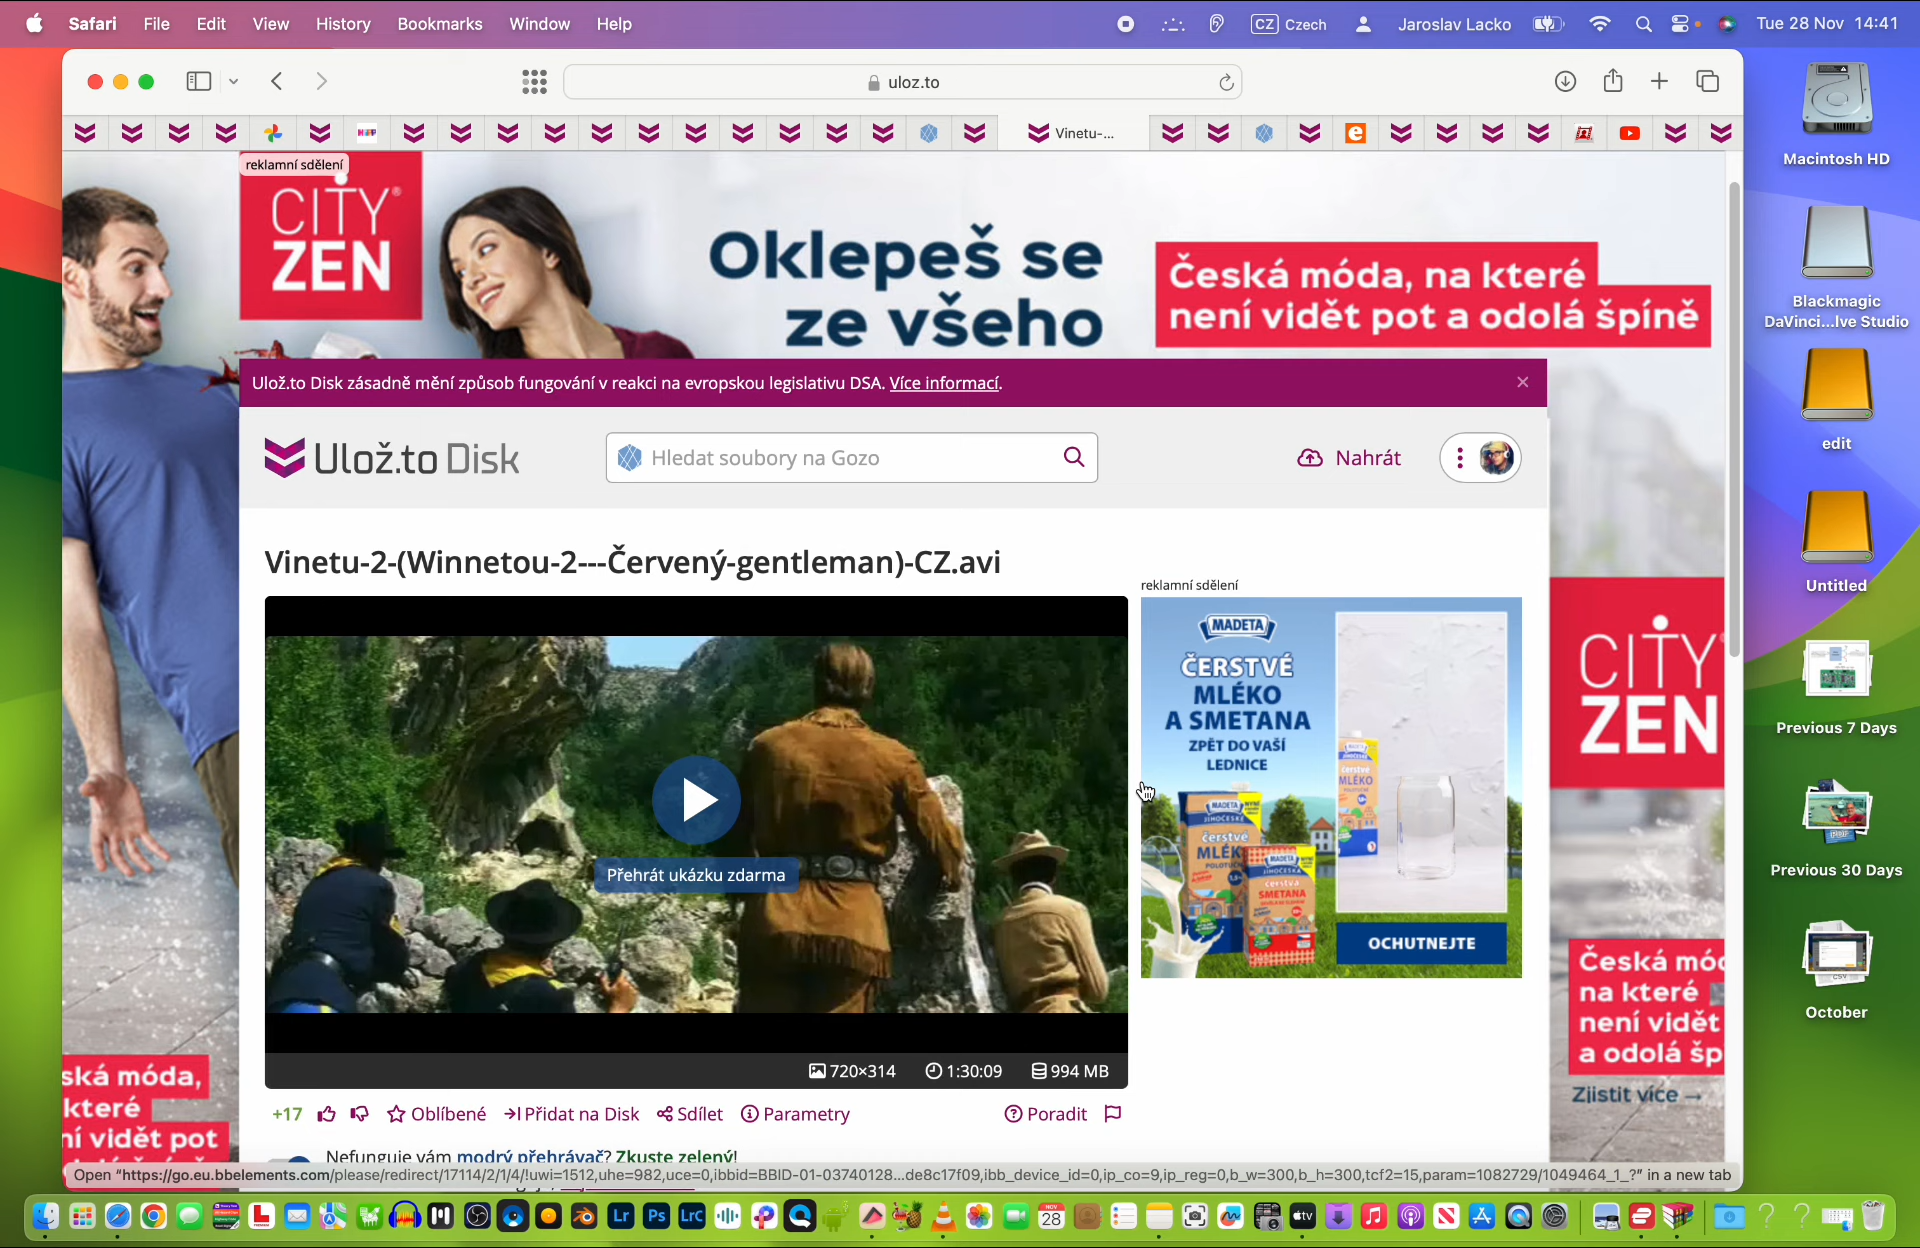 Safari File Edit View History Bookmarks Window Help CZ Czech Jaroslav Lacko Tue 28 Nov 14:41
uloz.to
Vinetu-...
reklamní sdělení
CITY ZEN
Oklepeš se
ze všeho
Česká móda, na které
není vidět pot a odolá špíně
Ulož.to Disk zásadně mění způsob fungování v reakci na evropskou legislativu DSA. Více informací.
Ulož.to Disk
Hledat soubory na Gozo
Nahrát
Vinetu-2-(Winnetou-2---Červený-gentleman)-CZ.avi
reklamní sdělení
MADETA
ČERSTVÉ
MLÉKO
A SMETANA
ZPĚT DO VAŠÍ
LEDNICE
OCHUTNEJTE
Přehrát ukázku zdarma
720×314 1:30:09 994 MB
+17 Oblíbené Přidat na Disk Sdílet Parametry Poradit
Nefunguje vám modrý přehrávač? Zkuste zelený!
CITY
ZEN
Česká mó
na které
není vidět
a odolá šp
Zjistit více →
ská móda,
které
ní vidět pot
Open “https://go.eu.bbelements.com/please/redirect/17114/2/1/4/!uwi=1512,uhe=982,uce=0,ibbid=BBID-01-03740128...de8c17f09,ibb_device_id=0,ip_co=9,ip_reg=0,b_w=300,b_h=300,tcf2=15,param=1082729/1049464_1_?” in a new tab
Macintosh HD
Blackmagic
DaVinci...lve Studio
edit
Untitled
Previous 7 Days
Previous 30 Days
October
Lr Ps LrC
NOV
28
tv